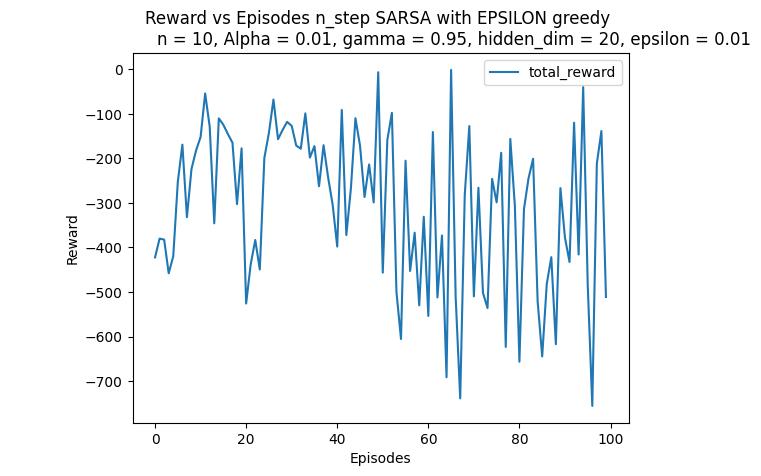 Reward vs Episodes n_step SARSA with EPSILON greedy
n = 10, Alpha = 0.01, gamma = 0.95, hidden_dim = 20, epsilon = 0.01
total_reward
0
−100
−200
−300
−400
−500
−600
−700
Reward
0 20 40 60 80 100
Episodes